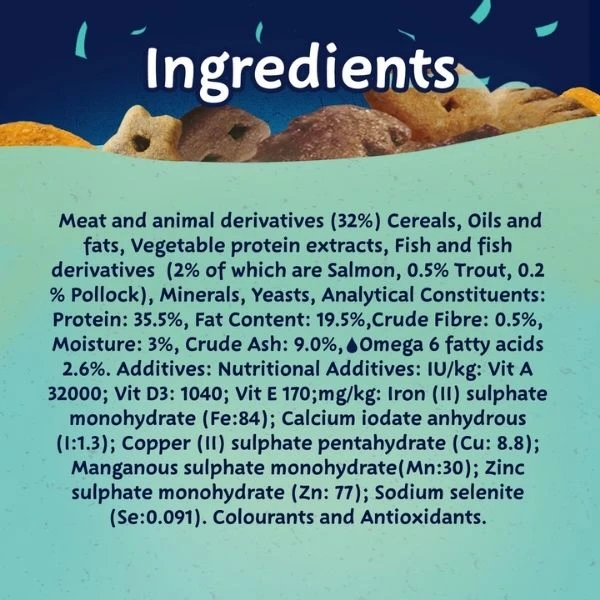 Ingredients
Meat and animal derivatives (32%) Cereals, Oils and
fats, Vegetable protein extracts, Fish and fish
derivatives (2% of which are Salmon, 0.5% Trout, 0.2
% Pollock), Minerals, Yeasts, Analytical Constituents:
Protein: 35.5%, Fat Content: 19.5%,Crude Fibre: 0.5%,
Moisture: 3%, Crude Ash: 9.0%,Omega 6 fatty acids
2.6%. Additives: Nutritional Additives: IU/kg: Vit A
32000; Vit D3: 1040; Vit E 170;mg/kg: Iron (II) sulphate
monohydrate (Fe:84); Calcium iodate anhydrous
(I:1.3); Copper (II) sulphate pentahydrate (Cu: 8.8);
Manganous sulphate monohydrate(Mn:30); Zinc
sulphate monohydrate (Zn: 77); Sodium selenite
(Se:0.091). Colourants and Antioxidants.